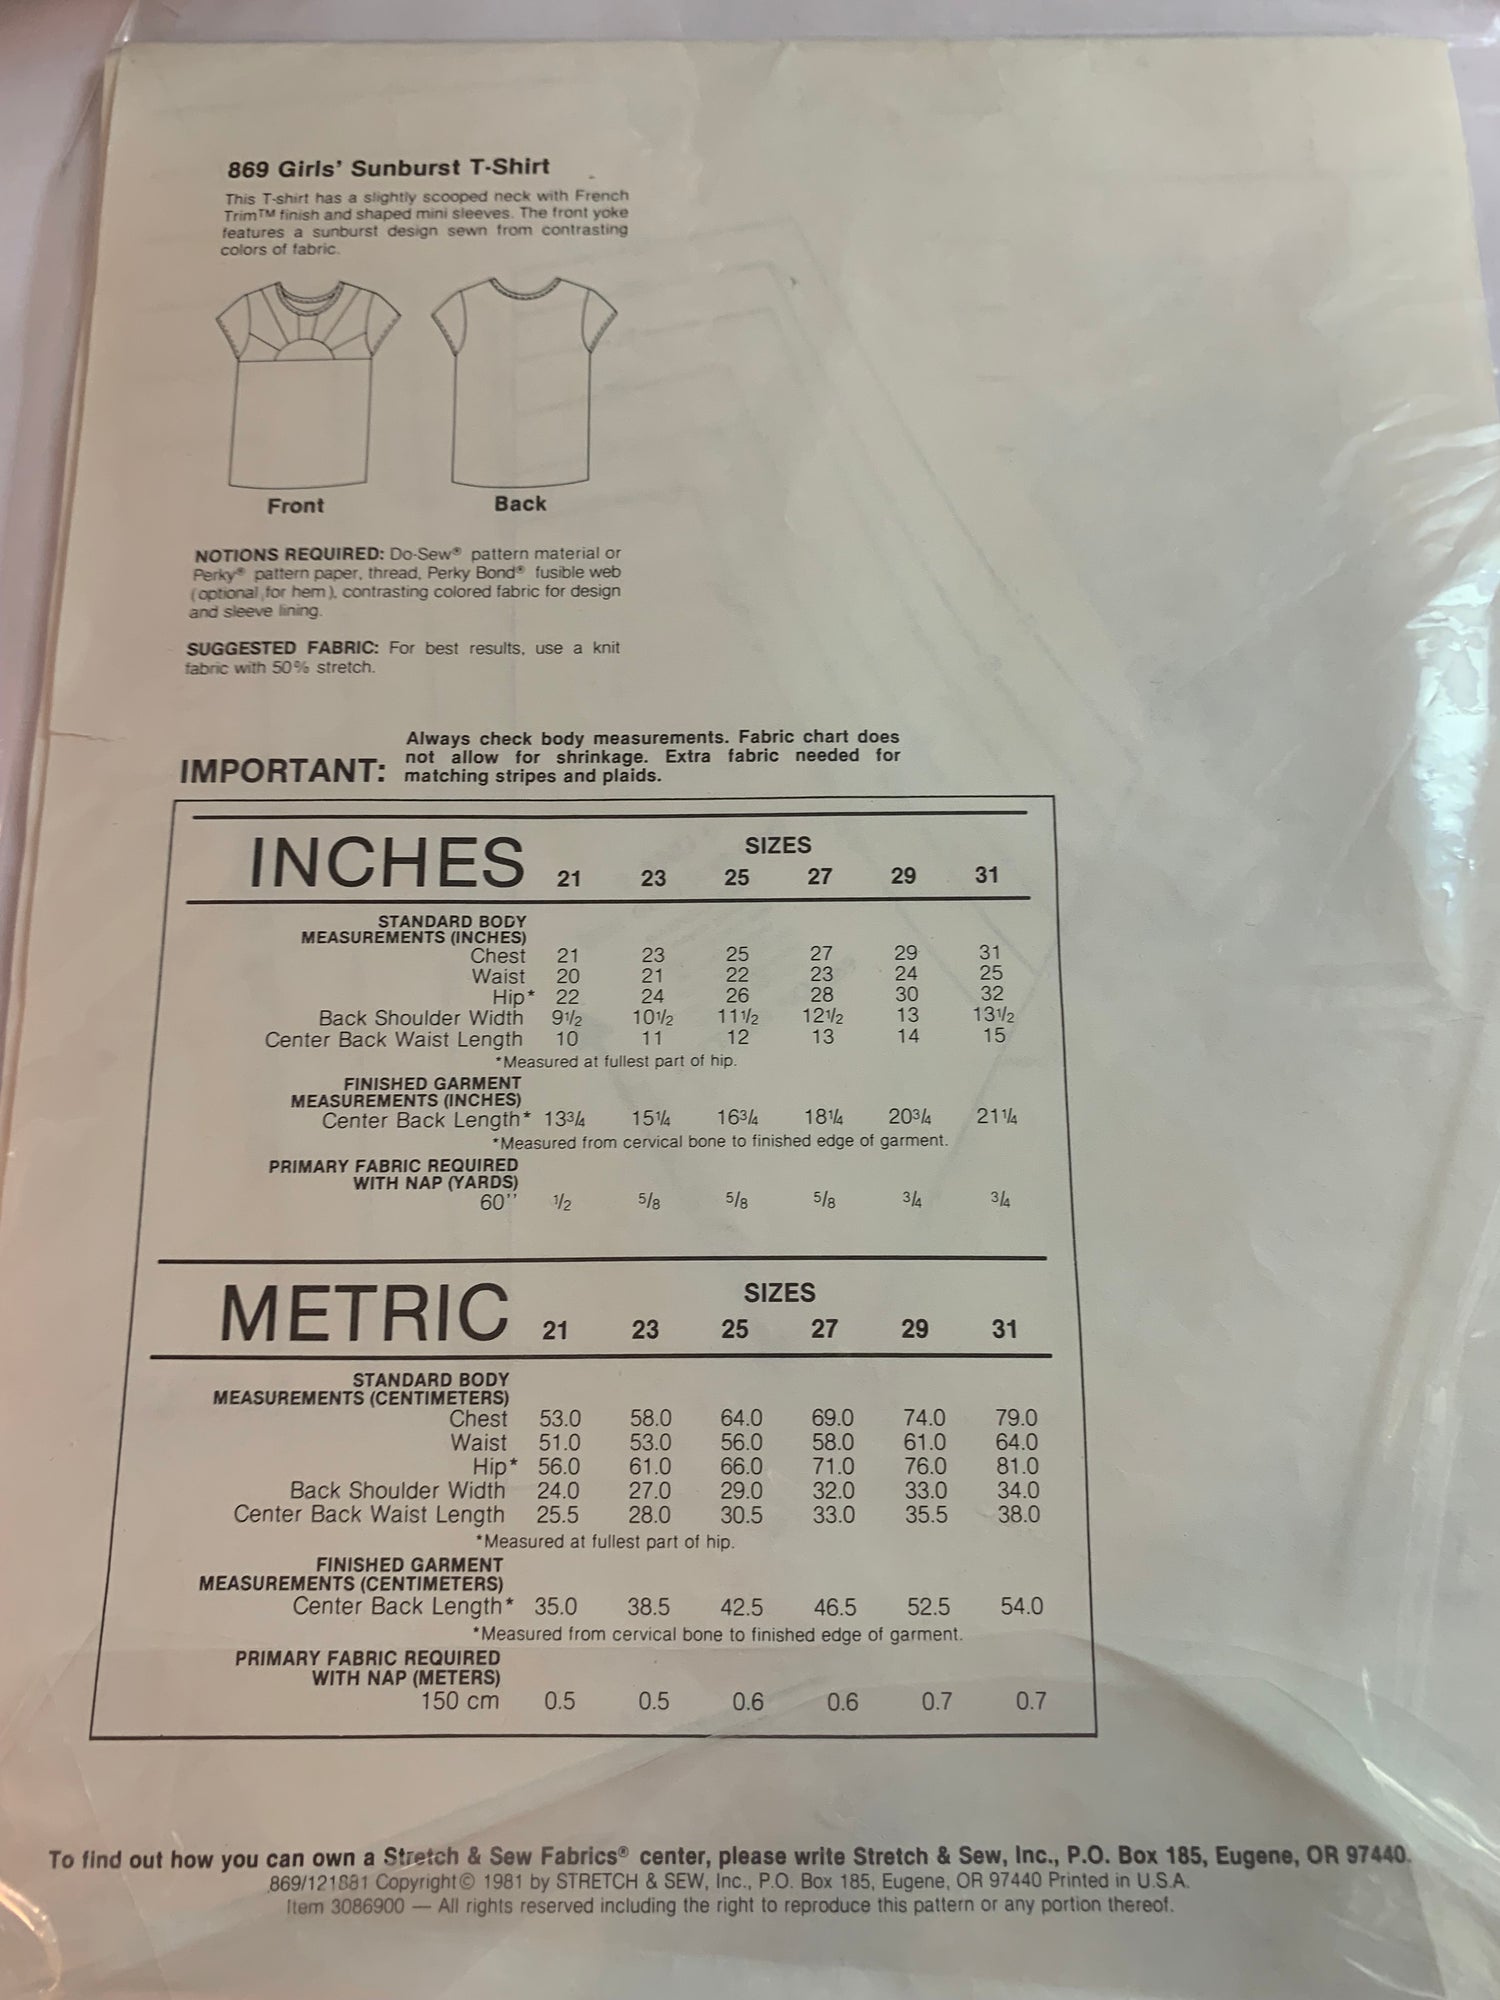 869 Girls' Sunburst T-Shirt
This T-shirt has a slightly scooped neck with French
Trim™ finish and shaped mini sleeves. The front yoke
features a sunburst design sewn from contrasting
colors of fabric.
Front Back
NOTIONS REQUIRED: Do-Sew® pattern material or
Perky® pattern paper, thread, Perky Bond® fusible web
(optional for hem), contrasting colored fabric for design
and sleeve lining.
SUGGESTED FABRIC: For best results, use a knit
fabric with 50% stretch.
IMPORTANT: Always check body measurements. Fabric chart does
not allow for shrinkage. Extra fabric needed for
matching stripes and plaids.
SIZES
INCHES 21 23 25 27 29 31
STANDARD BODY
MEASUREMENTS (INCHES)
Chest 21 23 25 27 29 31
Waist 20 21 22 23 24 25
Hip* 22 24 26 28 30 32
Back Shoulder Width 9½ 10½ 11½ 12½ 13 13½
Center Back Waist Length 10 11 12 13 14 15
*Measured at fullest part of hip.
FINISHED GARMENT
MEASUREMENTS (INCHES)
Center Back Length* 13¾ 15¼ 16¾ 18¼ 20¾ 21¼
*Measured from cervical bone to finished edge of garment.
PRIMARY FABRIC REQUIRED
WITH NAP (YARDS)
60'' ½ ⅝ ⅝ ⅝ ¾ ¾
SIZES
METRIC 21 23 25 27 29 31
STANDARD BODY
MEASUREMENTS (CENTIMETERS)
Chest 53.0 58.0 64.0 69.0 74.0 79.0
Waist 51.0 53.0 56.0 58.0 61.0 64.0
Hip* 56.0 61.0 66.0 71.0 76.0 81.0
Back Shoulder Width 24.0 27.0 29.0 32.0 33.0 34.0
Center Back Waist Length 25.5 28.0 30.5 33.0 35.5 38.0
*Measured at fullest part of hip.
FINISHED GARMENT
MEASUREMENTS (CENTIMETERS)
Center Back Length* 35.0 38.5 42.5 46.5 52.5 54.0
*Measured from cervical bone to finished edge of garment.
PRIMARY FABRIC REQUIRED
WITH NAP (METERS)
150 cm 0.5 0.5 0.6 0.6 0.7 0.7
To find out how you can own a Stretch & Sew Fabrics® center, please write Stretch & Sew, Inc., P.O. Box 185, Eugene, OR 97440.
869/121881 Copyright© 1981 by STRETCH & SEW, Inc., P.O. Box 185, Eugene, OR 97440 Printed in U.S.A.
Item 3086900 — All rights reserved including the right to reproduce this pattern or any portion thereof.